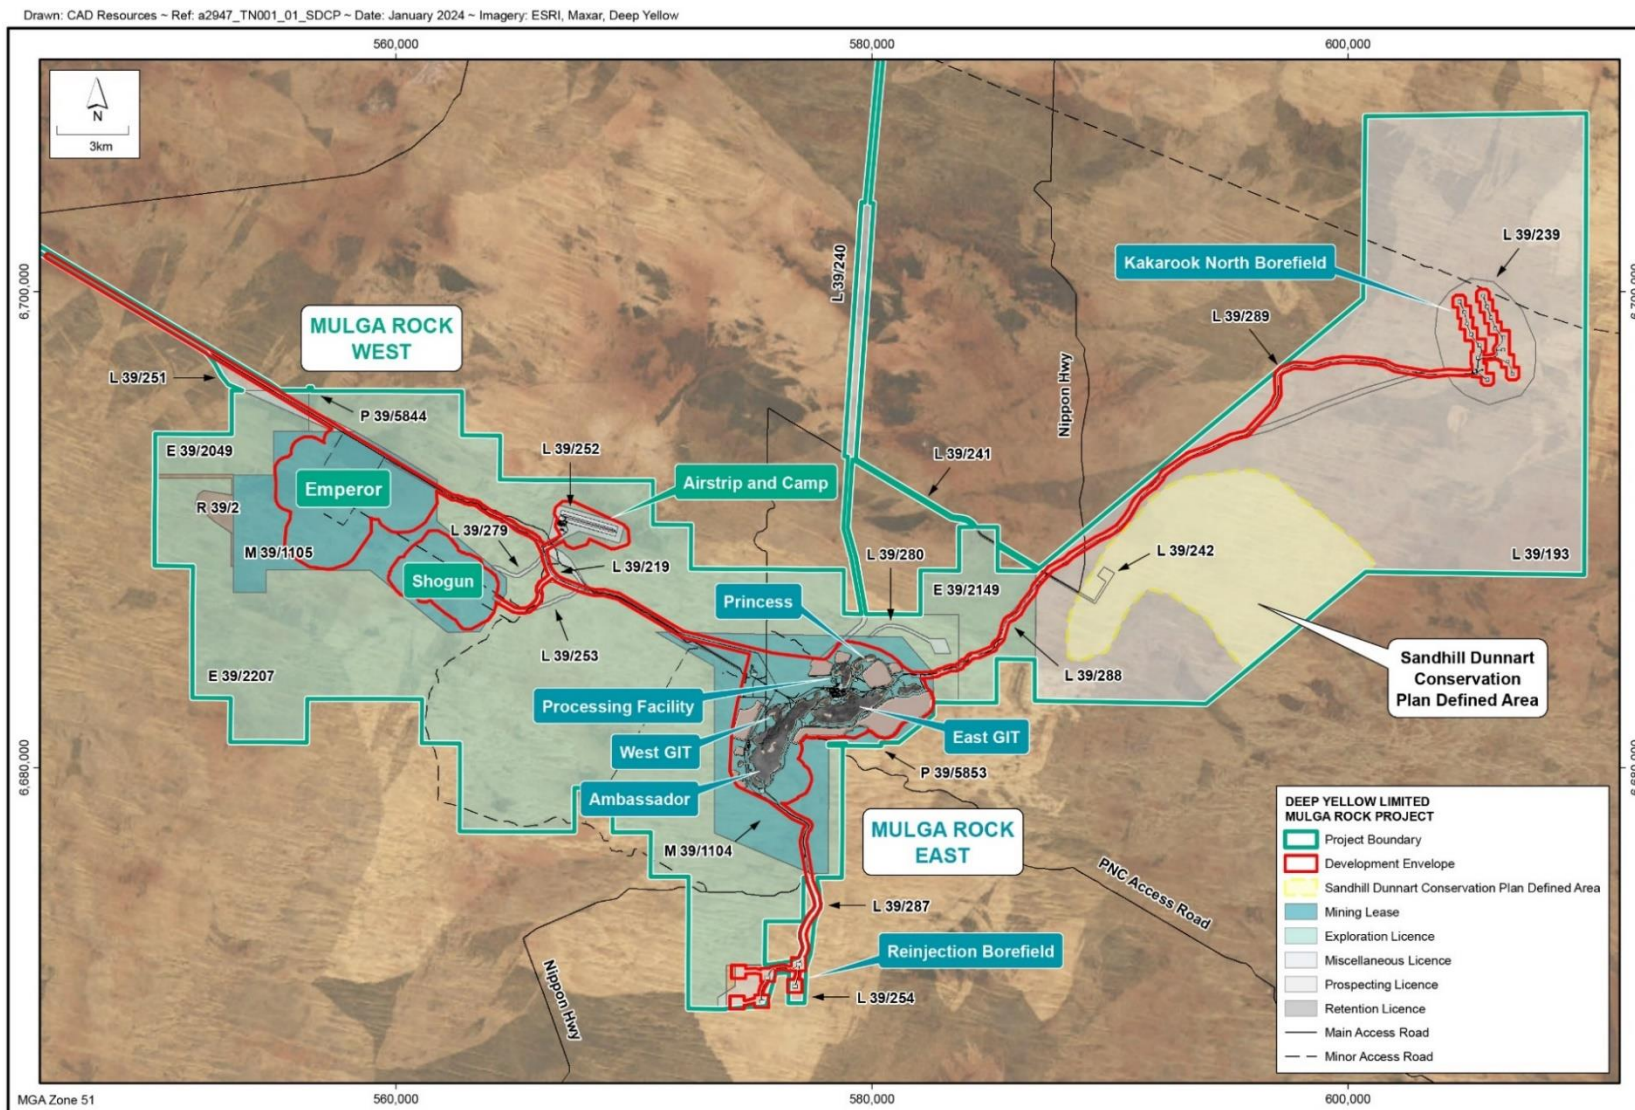 Drawn: CAD Resources ~ Ref: a2947_TN001_01_SDCP ~ Date: January 2024 ~ Imagery: ESRI, Maxar, Deep Yellow
560,000
580,000
600,000
N
3km
L 39/239
L 39/240
Kakarook North Borefield
6,700,000
6,700,000
MULGA ROCK
WEST
L 39/289
Nippon Hwy
L 39/251
P 39/5844
E 39/2049
L 39/252
L 39/241
Airstrip and Camp
Emperor
R 39/2
L 39/279
M 39/1105
L 39/280
L 39/242
L 39/193
L 39/219
Shogun
E 39/2149
Princess
L 39/253
Sandhill Dunnart
Conservation
Plan Defined Area
E 39/2207
L 39/288
Processing Facility
East GIT
West GIT
6,680,000
6,680,000
P 39/5853
Ambassador
MULGA ROCK
EAST
M 39/1104
PNC Access Road
L 39/287
Reinjection Borefield
Nippon Hwy
L 39/254
DEEP YELLOW LIMITED
MULGA ROCK PROJECT
Project Boundary
Development Envelope
Sandhill Dunnart Conservation Plan Defined Area
Mining Lease
Exploration Licence
Miscellaneous Licence
Prospecting Licence
Retention Licence
Main Access Road
Minor Access Road
MGA Zone 51
560,000
580,000
600,000